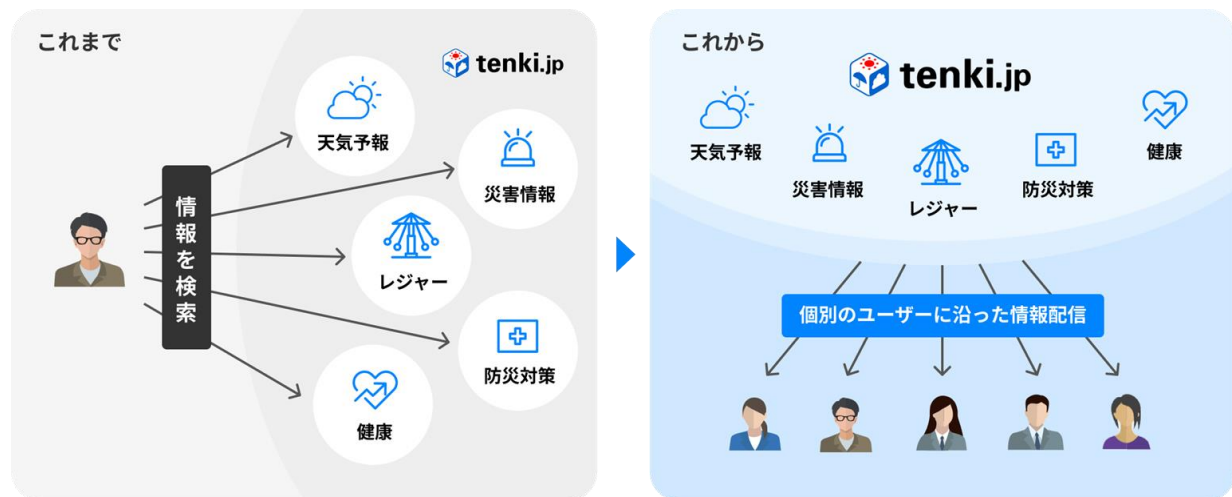 これまで
tenki.jp
天気予報
災害情報
情報を検索
レジャー
防災対策
健康
これから
tenki.jp
天気予報
災害情報
レジャー
防災対策
健康
個別のユーザーに沿った情報配信